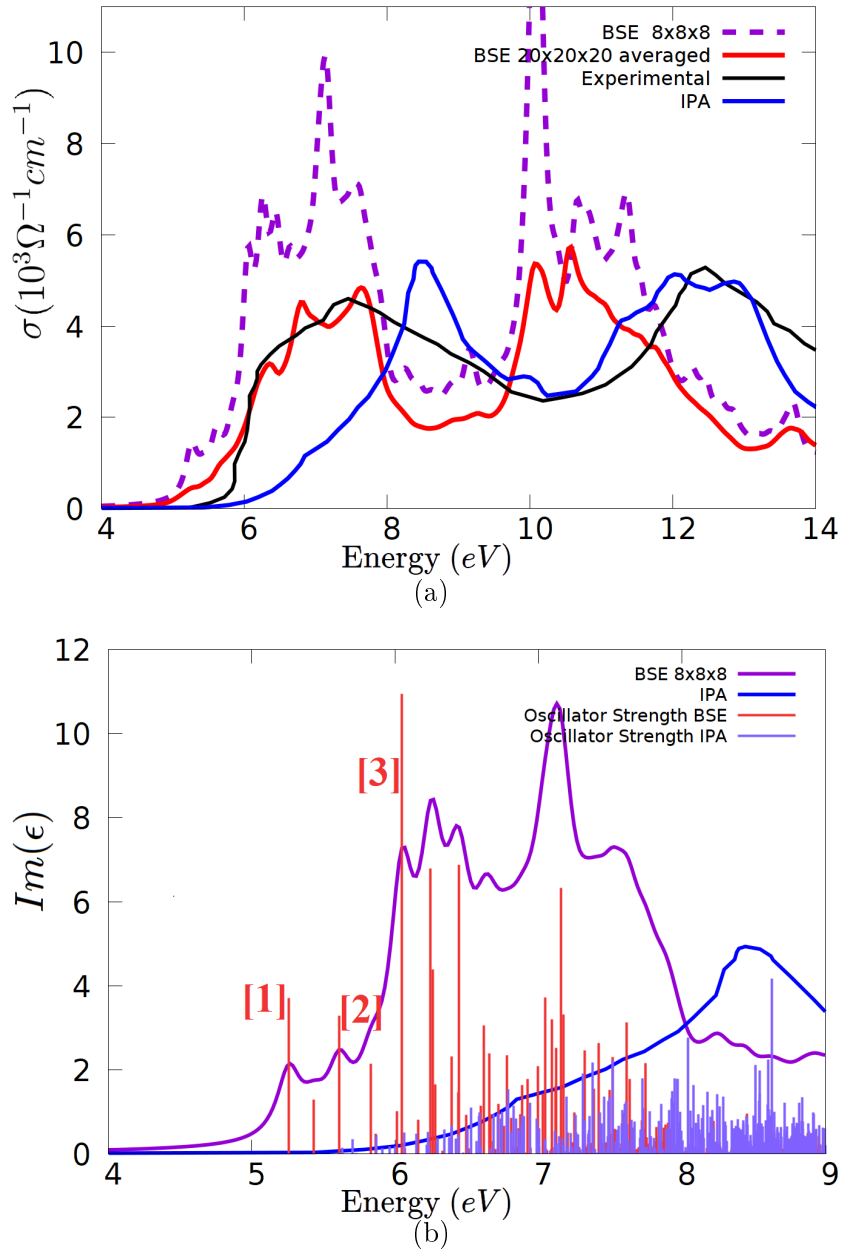 BSE 8x8x8
BSE 20x20x20 averaged
Experimental
IPA
σ(10³Ω⁻¹cm⁻¹)
10
8
6
4
2
0
4 6 8 10 12 14
Energy (eV)
(a)
12
10
8
6
4
2
0
BSE 8x8x8
IPA
Oscillator Strength BSE
Oscillator Strength IPA
[3]
[1]
[2]
Im(ϵ)
4 5 6 7 8 9
Energy (eV)
(b)